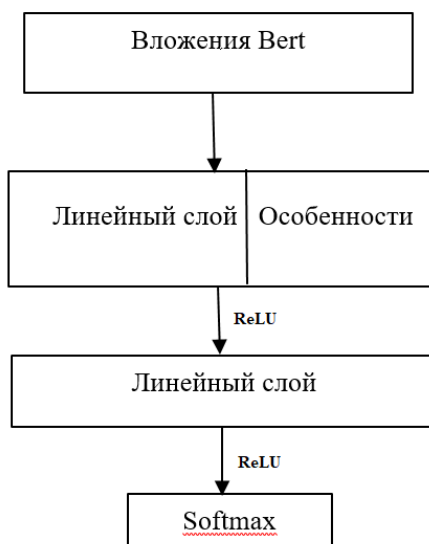 Вложения Bert
Линейный слой Особенности
ReLU
Линейный слой
ReLU
Softmax